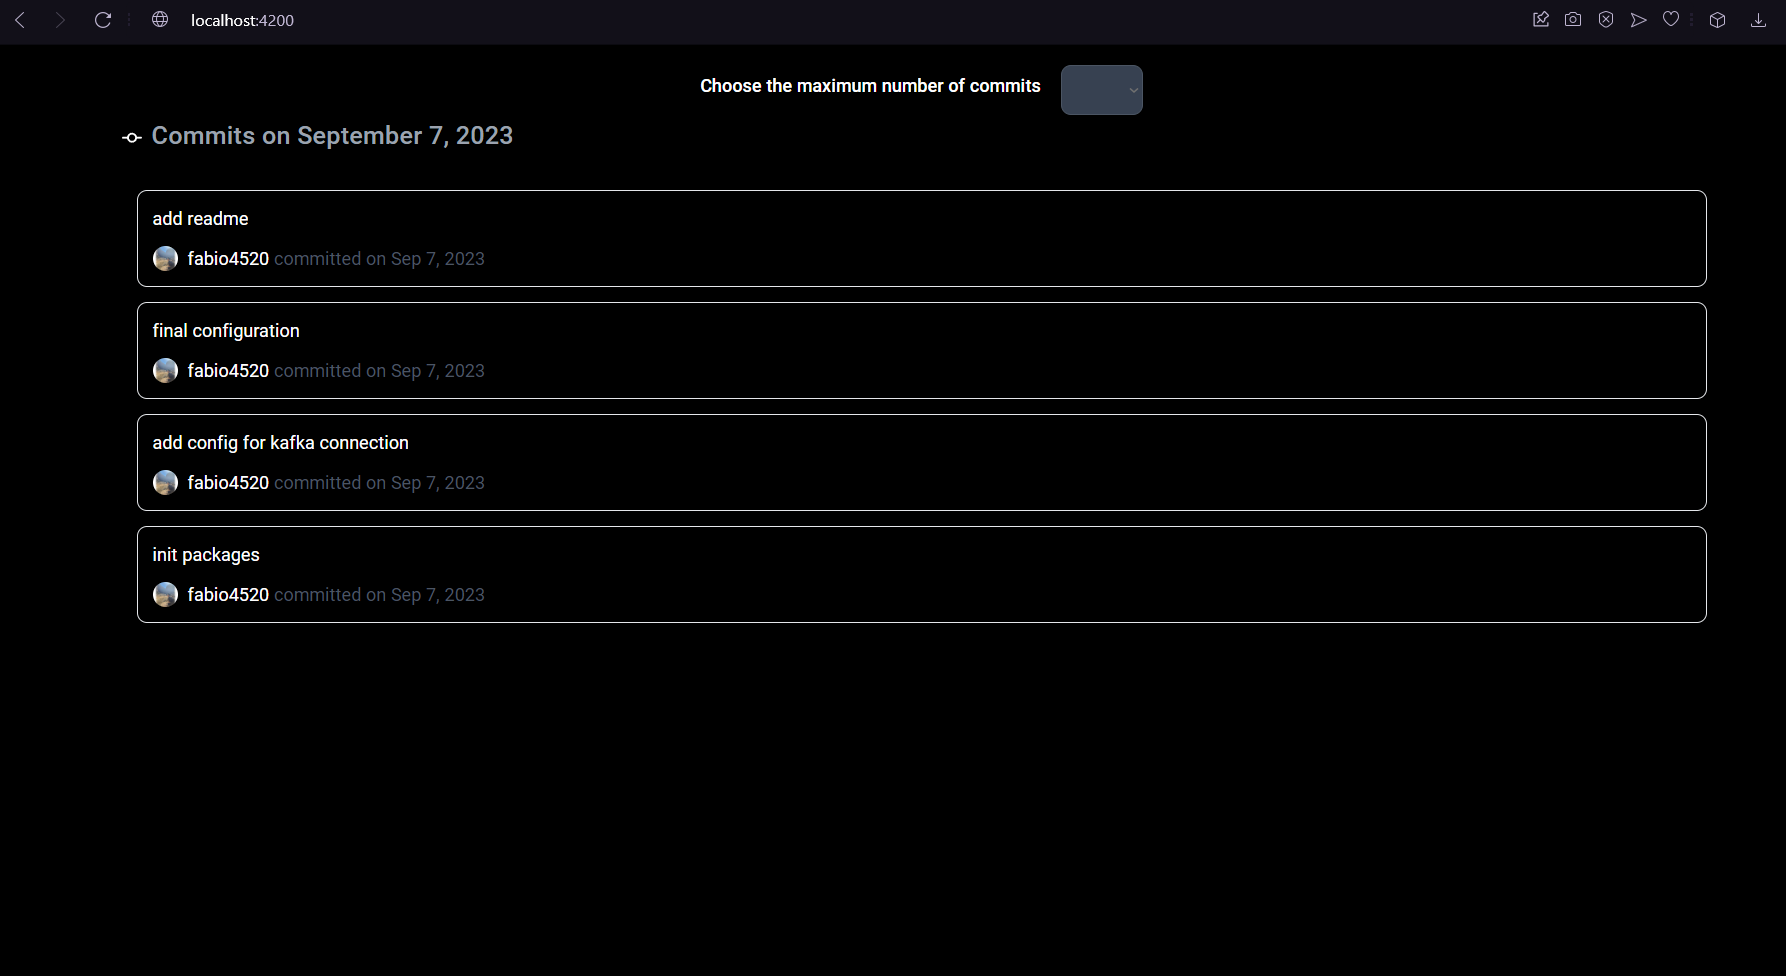 localhost:4200
Choose the maximum number of commits
Commits on September 7, 2023
add readme
fabio4520 committed on Sep 7, 2023
final configuration
fabio4520 committed on Sep 7, 2023
add config for kafka connection
fabio4520 committed on Sep 7, 2023
init packages
fabio4520 committed on Sep 7, 2023